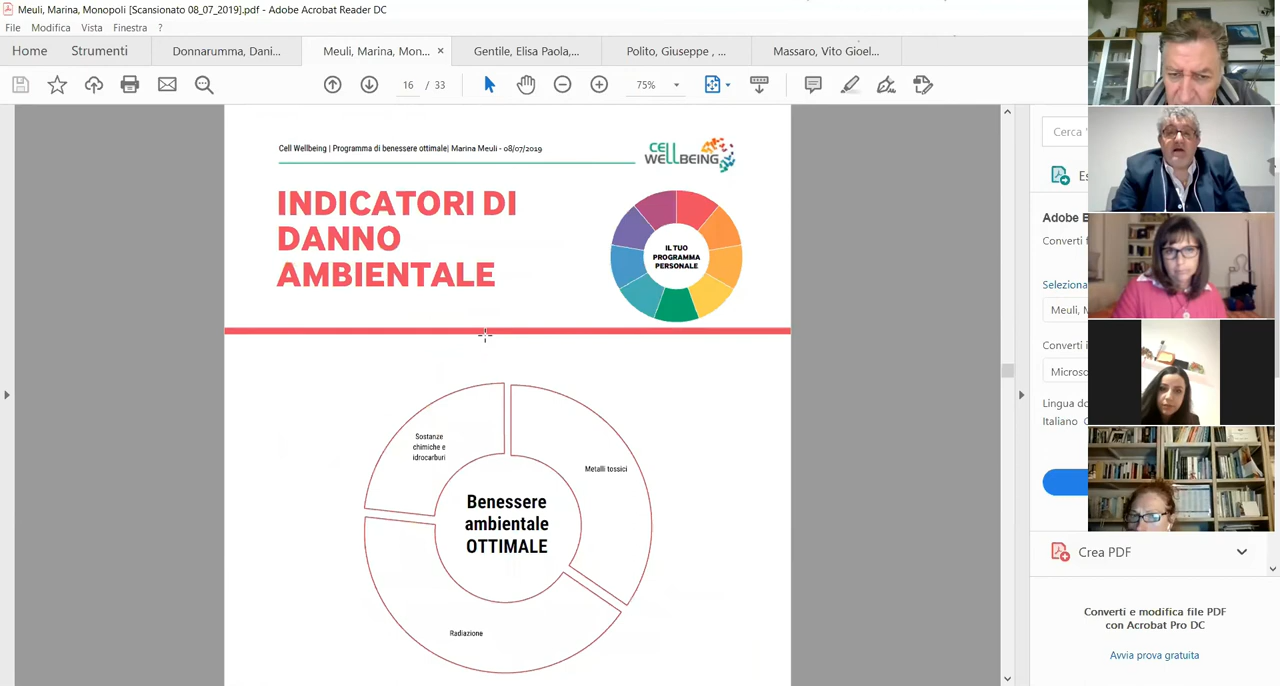 Meuli, Marina, Monopoli [Scansionato 08_07_2019].pdf - Adobe Acrobat Reader DC
File Modifica Vista Finestra ?
Home Strumenti Donnarumma, Dani... Meuli, Marina, Mon... × Gentile, Elisa Paola,... Polito, Giuseppe , ... Massaro, Vito Gioel...
16 / 33 75%
Cell Wellbeing | Programma di benessere ottimale| Marina Meuli - 08/07/2019
CELL
WELLBEING
INDICATORI DI
DANNO
AMBIENTALE
IL TUO
PROGRAMMA
PERSONALE
Sostanze
chimiche e
idrocarburi
Metalli tossici
Benessere
ambientale
OTTIMALE
Radiazione
Cerca
Es
Adobe E
Converti f
Seleziona
Meuli, M
Converti i
Microso
Lingua do
Italiano
Crea PDF
Converti e modifica file PDF
con Acrobat Pro DC
Avvia prova gratuita